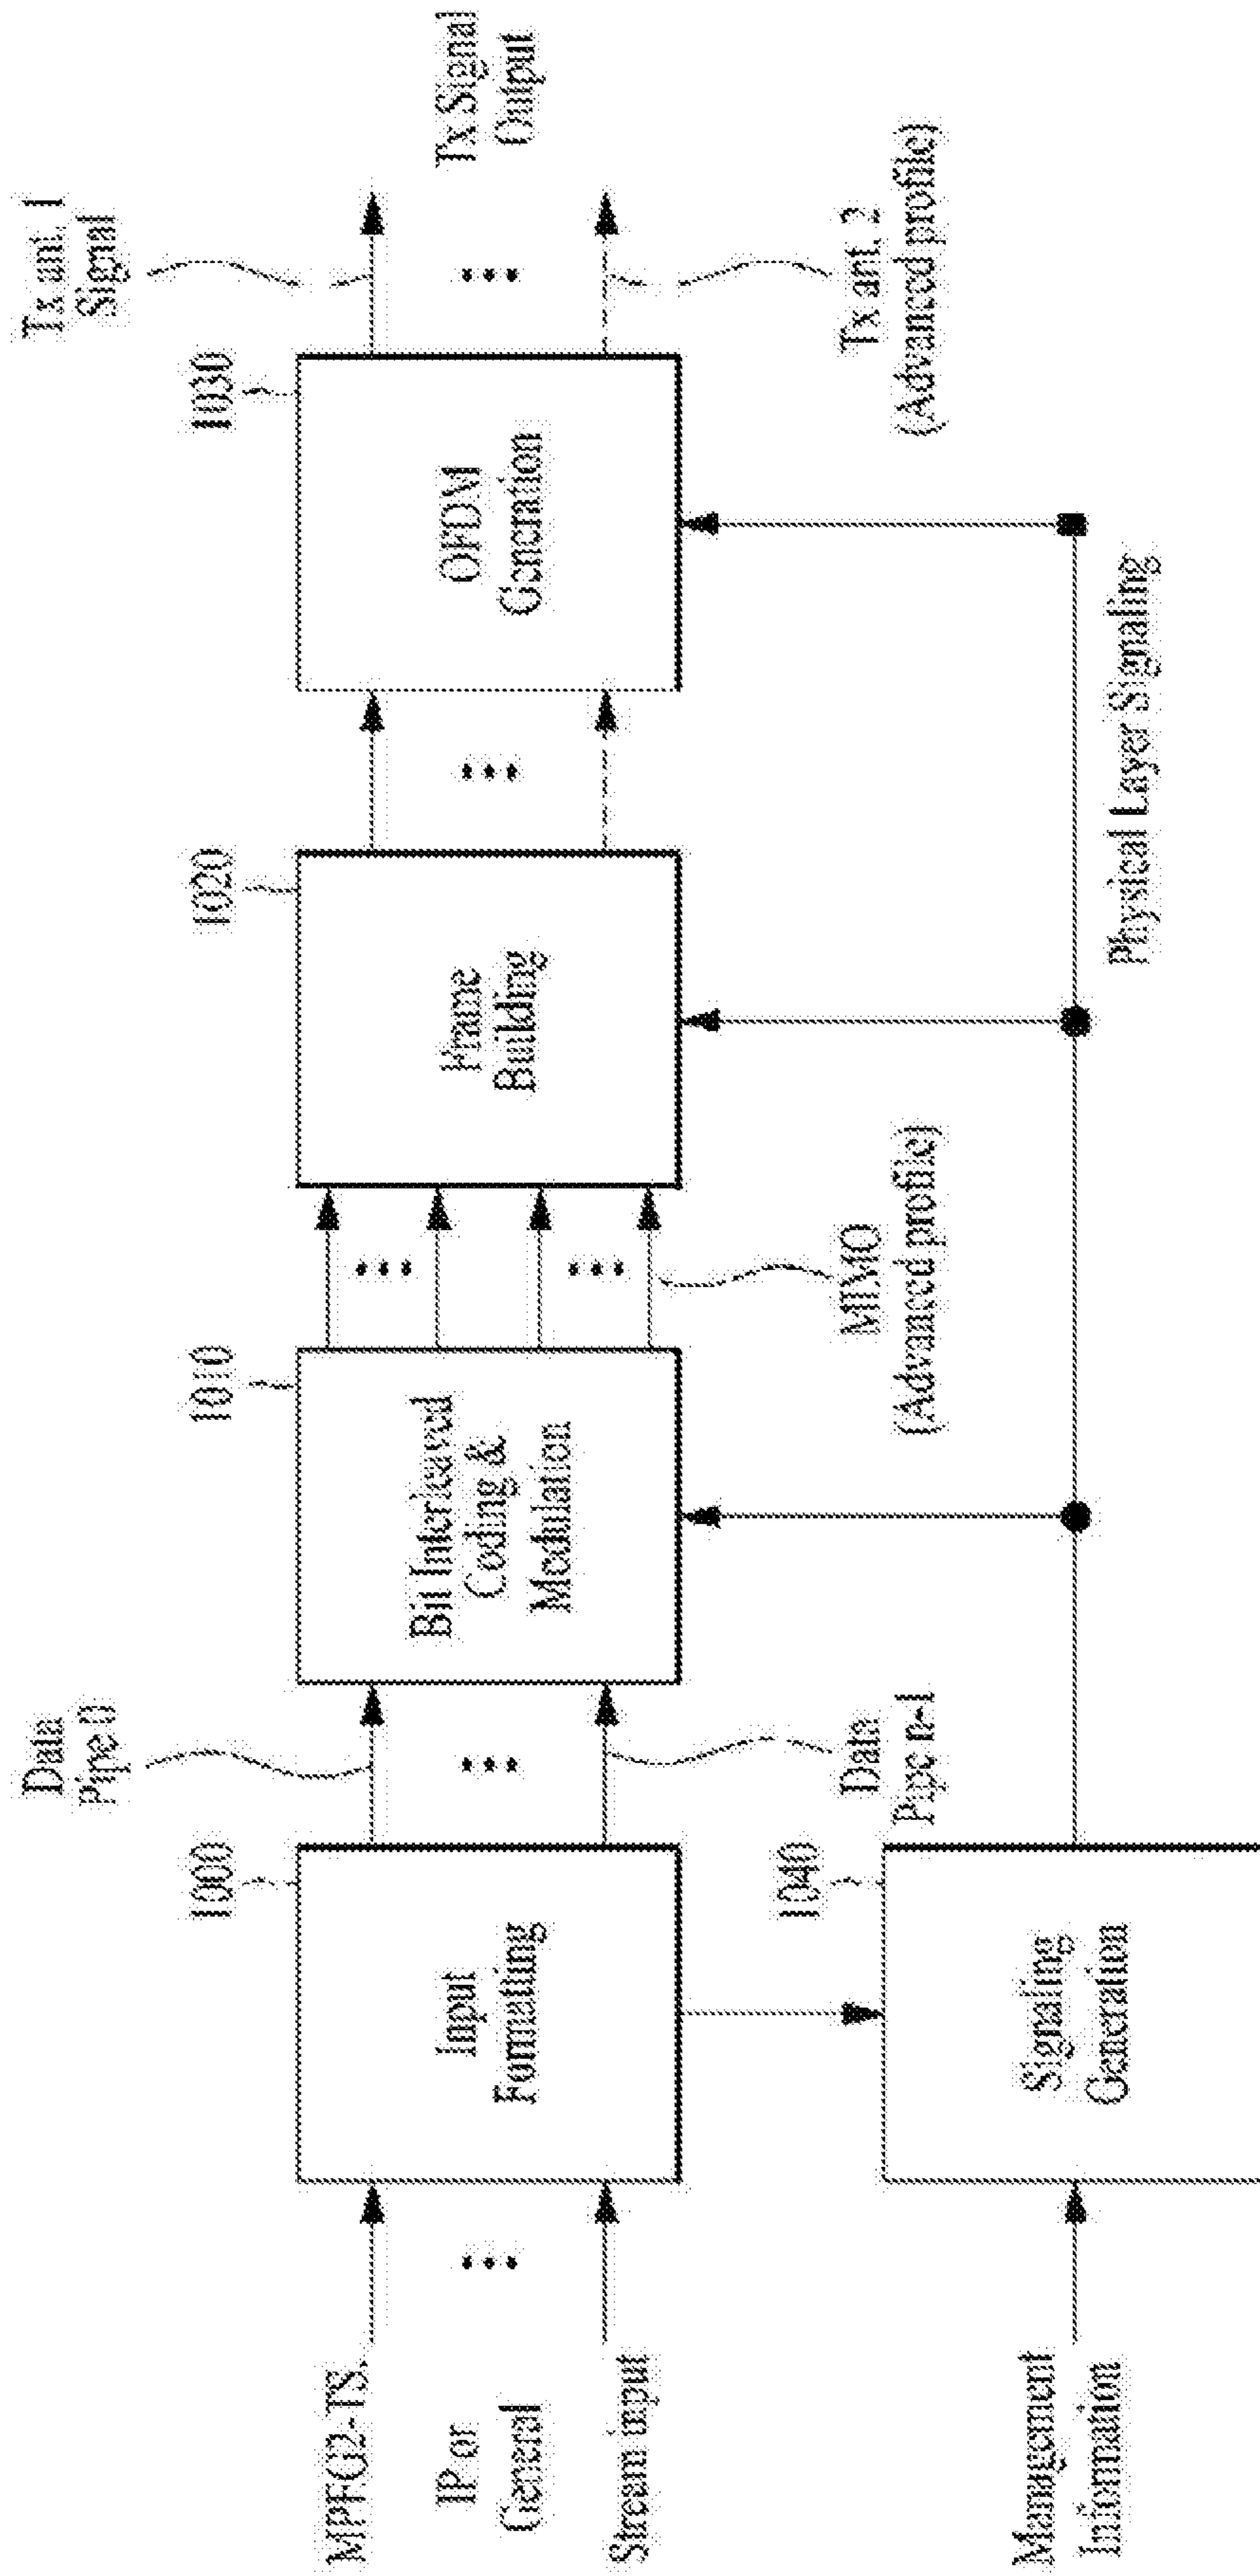 MPEG2-TS,
IP or
General
Stream input
1000
Input
Formatting
Data
Pipe 0
Data
Pipe n-1
1010
Bit Interleaved
Coding &
Modulation
MIMO
(Advanced profile)
1020
Frame
Building
1030
OFDM
Generation
Tx ant. 1
Signal
Tx Signal
Output
Tx ant. 2
(Advanced profile)
Management
Information
1040
Signaling
Generation
Physical Layer Signaling